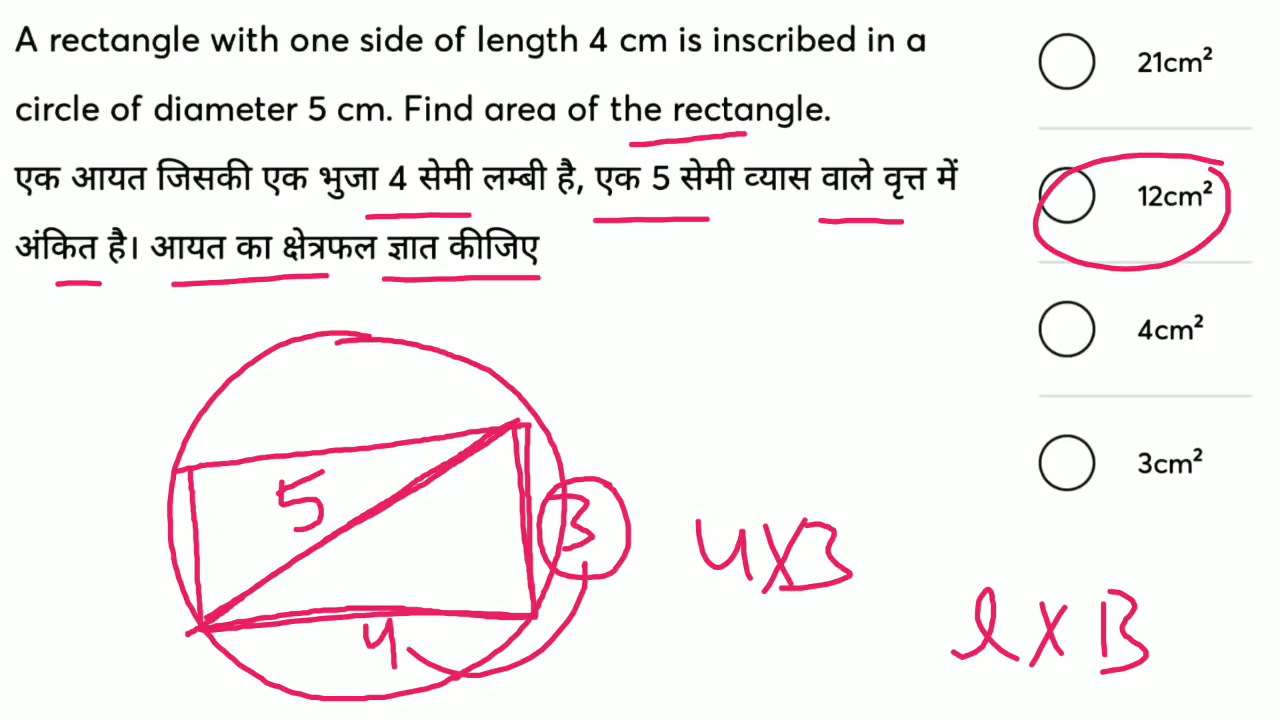 A rectangle with one side of length 4 cm is inscribed in a
circle of diameter 5 cm. Find area of the rectangle.
एक आयत जिसकी एक भुजा 4 सेमी लम्बी है, एक 5 सेमी व्यास वाले वृत्त में
अंकित है। आयत का क्षेत्रफल ज्ञात कीजिए
21cm²
12cm²
4cm²
3cm²
5
3
4
4×3
l×B